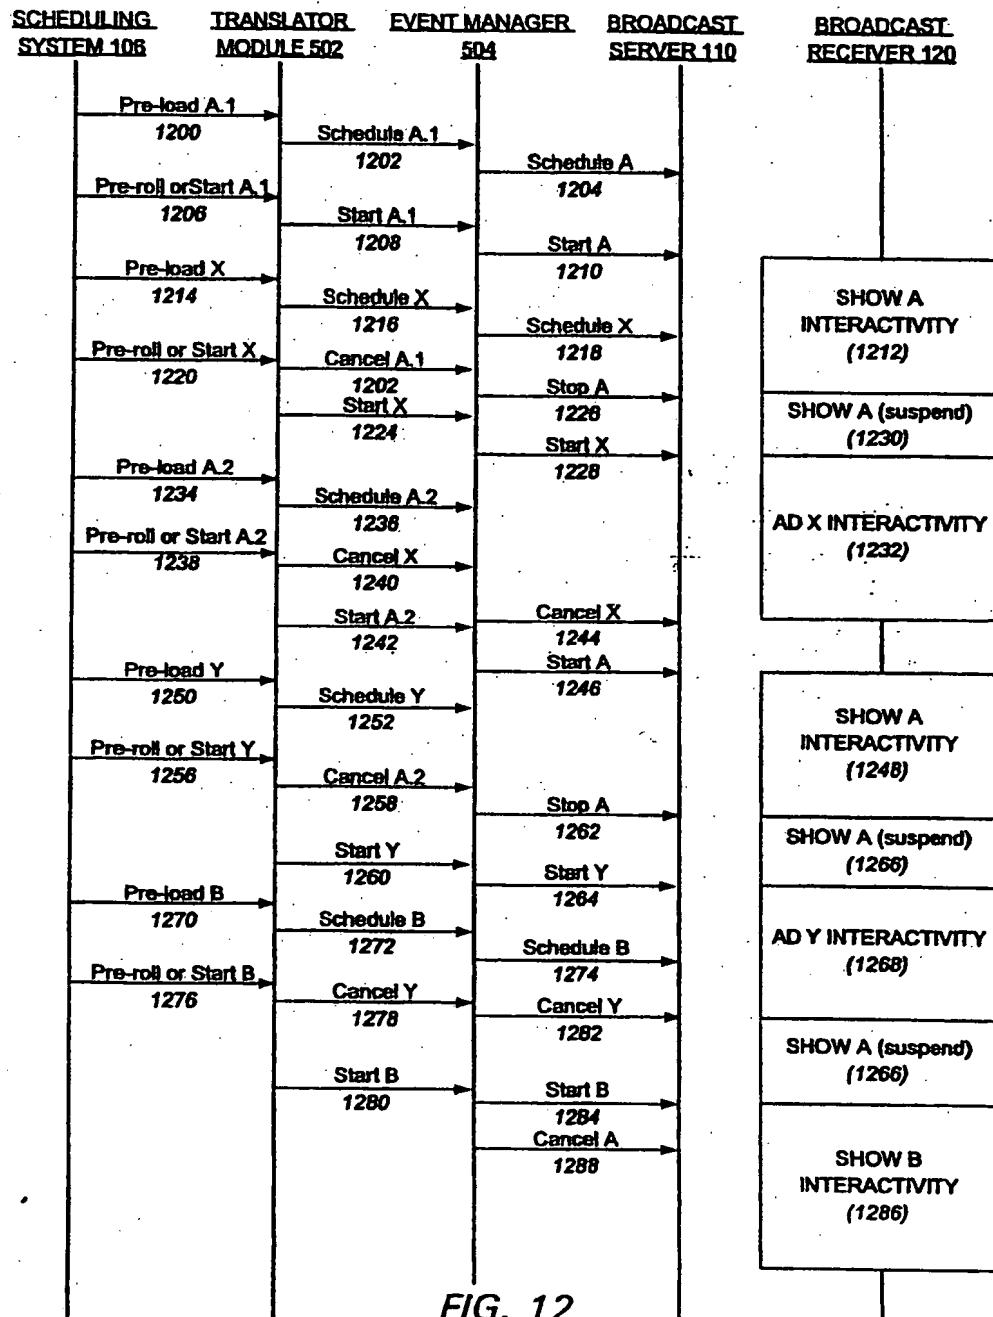 SCHEDULING
SYSTEM 106
TRANSLATOR
MODULE 502
EVENT MANAGER
504
BROADCAST
SERVER 110
BROADCAST
RECEIVER 120
Pre-load A.1
1200
Schedule A.1
1202
Schedule A
1204
Pre-roll orStart A.1
1206
Start A.1
1208
Start A
1210
Pre-load X
1214
Schedule X
1216
Schedule X
1218
SHOW A
INTERACTIVITY
(1212)
Pre-roll or Start X
1220
Cancel A.1
1202
Stop A
1226
Start X
1224
SHOW A (suspend)
(1230)
Start X
1228
Pre-load A.2
1234
Schedule A.2
1236
AD X INTERACTIVITY
(1232)
Pre-roll or Start A.2
1238
Cancel X
1240
Start A.2
1242
Cancel X
1244
Start A
1246
Pre-load Y
1250
Schedule Y
1252
SHOW A
INTERACTIVITY
(1248)
Pre-roll or Start Y
1256
Cancel A.2
1258
Stop A
1262
SHOW A (suspend)
(1266)
Start Y
1260
Start Y
1264
Pre-load B
1270
Schedule B
1272
Schedule B
1274
AD Y INTERACTIVITY
(1268)
Pre-roll or Start B
1276
Cancel Y
1278
Cancel Y
1282
SHOW A (suspend)
(1266)
Start B
1280
Start B
1284
Cancel A
1288
SHOW B
INTERACTIVITY
(1286)
FIG. 12